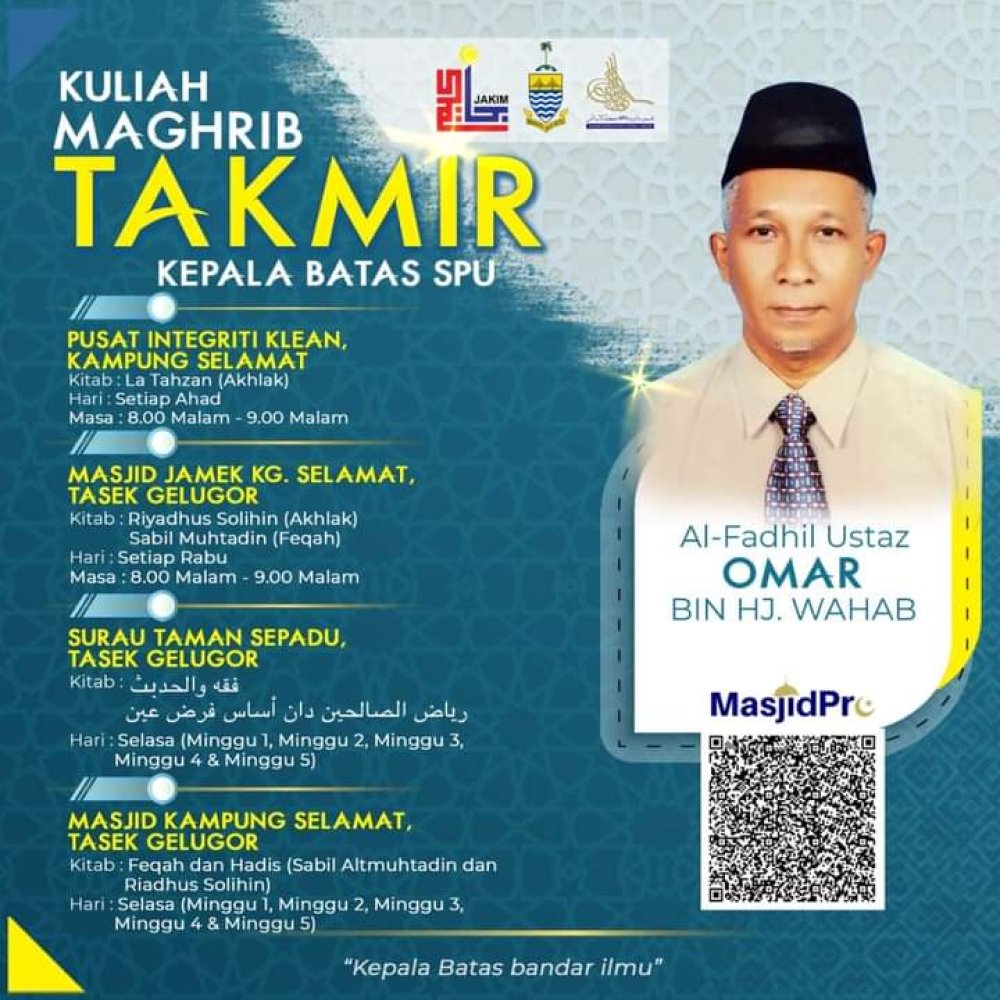 KULIAH
MAGHRIB
TAKMIR
KEPALA BATAS SPU
JAKIM
PUSAT INTEGRITI KLEAN,
KAMPUNG SELAMAT
Kitab : La Tahzan (Akhlak)
Hari : Setiap Ahad
Masa : 8.00 Malam - 9.00 Malam
MASJID JAMEK KG. SELAMAT,
TASEK GELUGOR
Kitab : Riyadhus Solihin (Akhlak)
Sabil Muhtadin (Feqah)
Hari : Setiap Rabu
Masa : 8.00 Malam - 9.00 Malam
SURAU TAMAN SEPADU,
TASEK GELUGOR
Kitab : فقه والحديث
رياض الصالحين دان أساس فرض عين
Hari : Selasa (Minggu 1, Minggu 2, Minggu 3,
Minggu 4 & Minggu 5)
MASJID KAMPUNG SELAMAT,
TASEK GELUGOR
Kitab : Feqah dan Hadis (Sabil Altmuhtadin dan
Riadhus Solihin)
Hari : Selasa (Minggu 1, Minggu 2, Minggu 3,
Minggu 4 & Minggu 5)
Al-Fadhil Ustaz
OMAR
BIN HJ. WAHAB
MasjidPro
"Kepala Batas bandar ilmu"